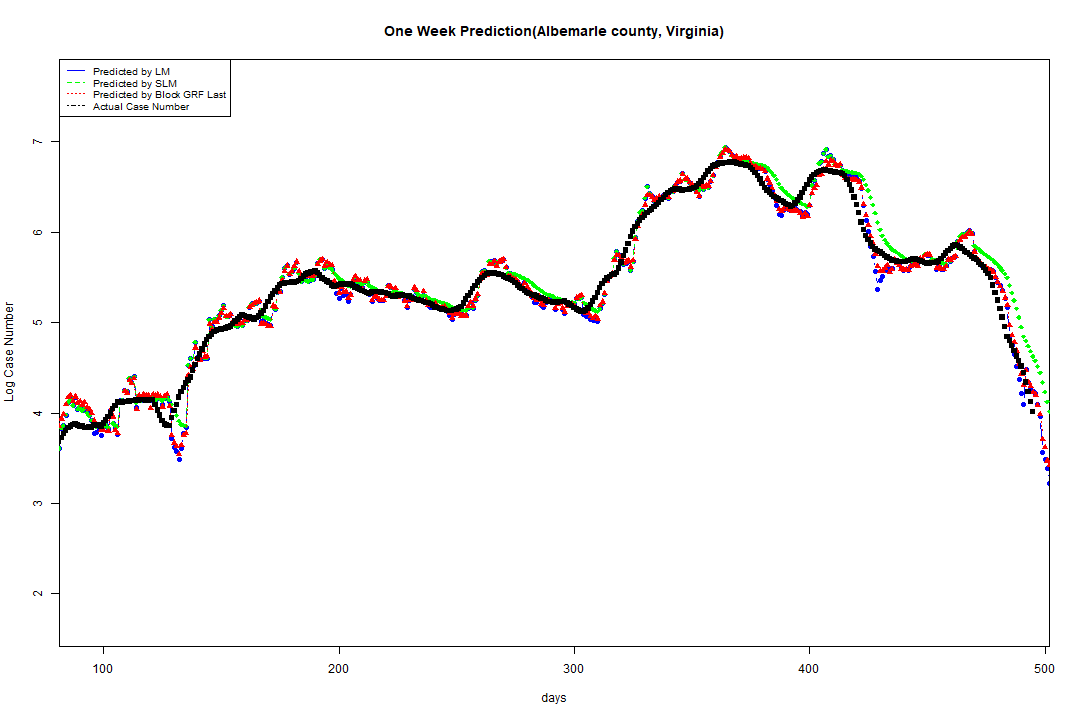 One Week Prediction(Albemarle county, Virginia)
Predicted by LM
Predicted by SLM
Predicted by Block GRF Last
Actual Case Number
7
6
5
4
3
2
Log Case Number
100 200 300 400 500
days